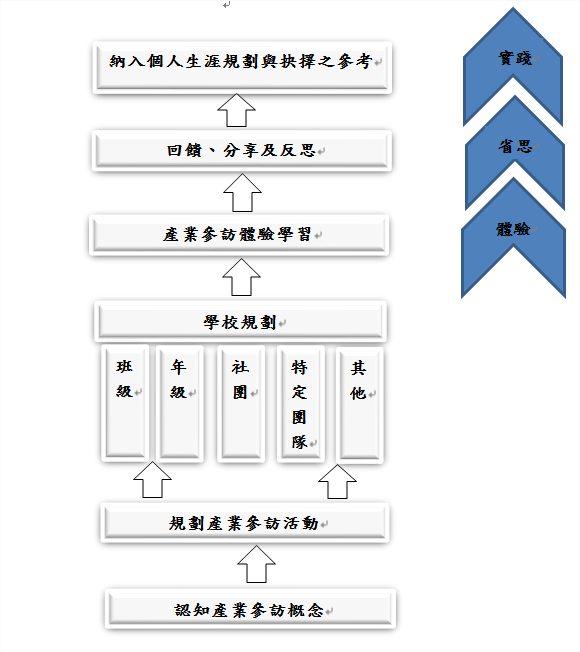 納入個人生涯規劃與抉擇之參考
回饋、分享及反思
產業參訪體驗學習
學校規劃
班級
年級
社團
特定團隊
其他
規劃產業參訪活動
認知產業參訪概念
實踐
省思
體驗